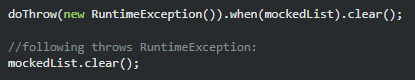 doThrow(new RuntimeException()).when(mockedList).clear();
//following throws RuntimeException:
mockedList.clear();